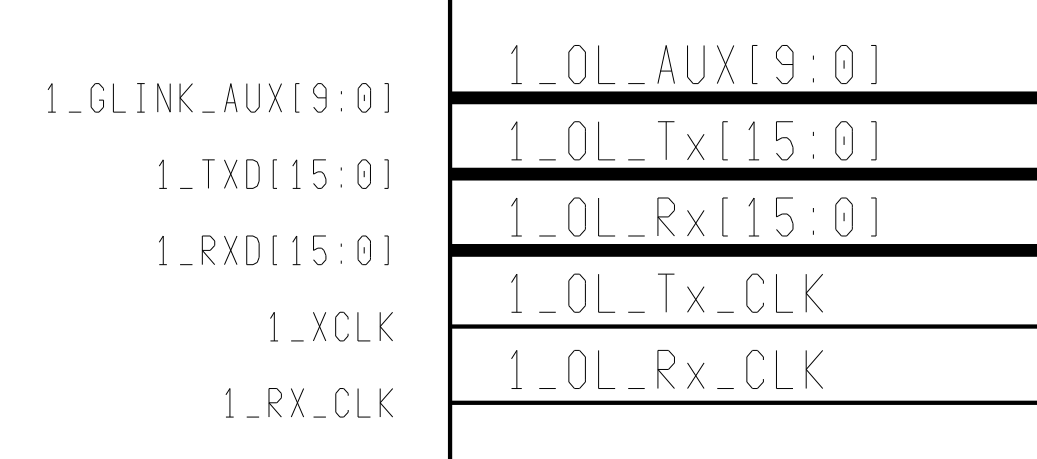 1_OL_AUX[9:0]
1_GLINK_AUX[9:0]
1_OL_Tx[15:0]
1_TXD[15:0]
1_OL_Rx[15:0]
1_RXD[15:0]
1_OL_Tx_CLK
1_XCLK
1_OL_Rx_CLK
1_RX_CLK